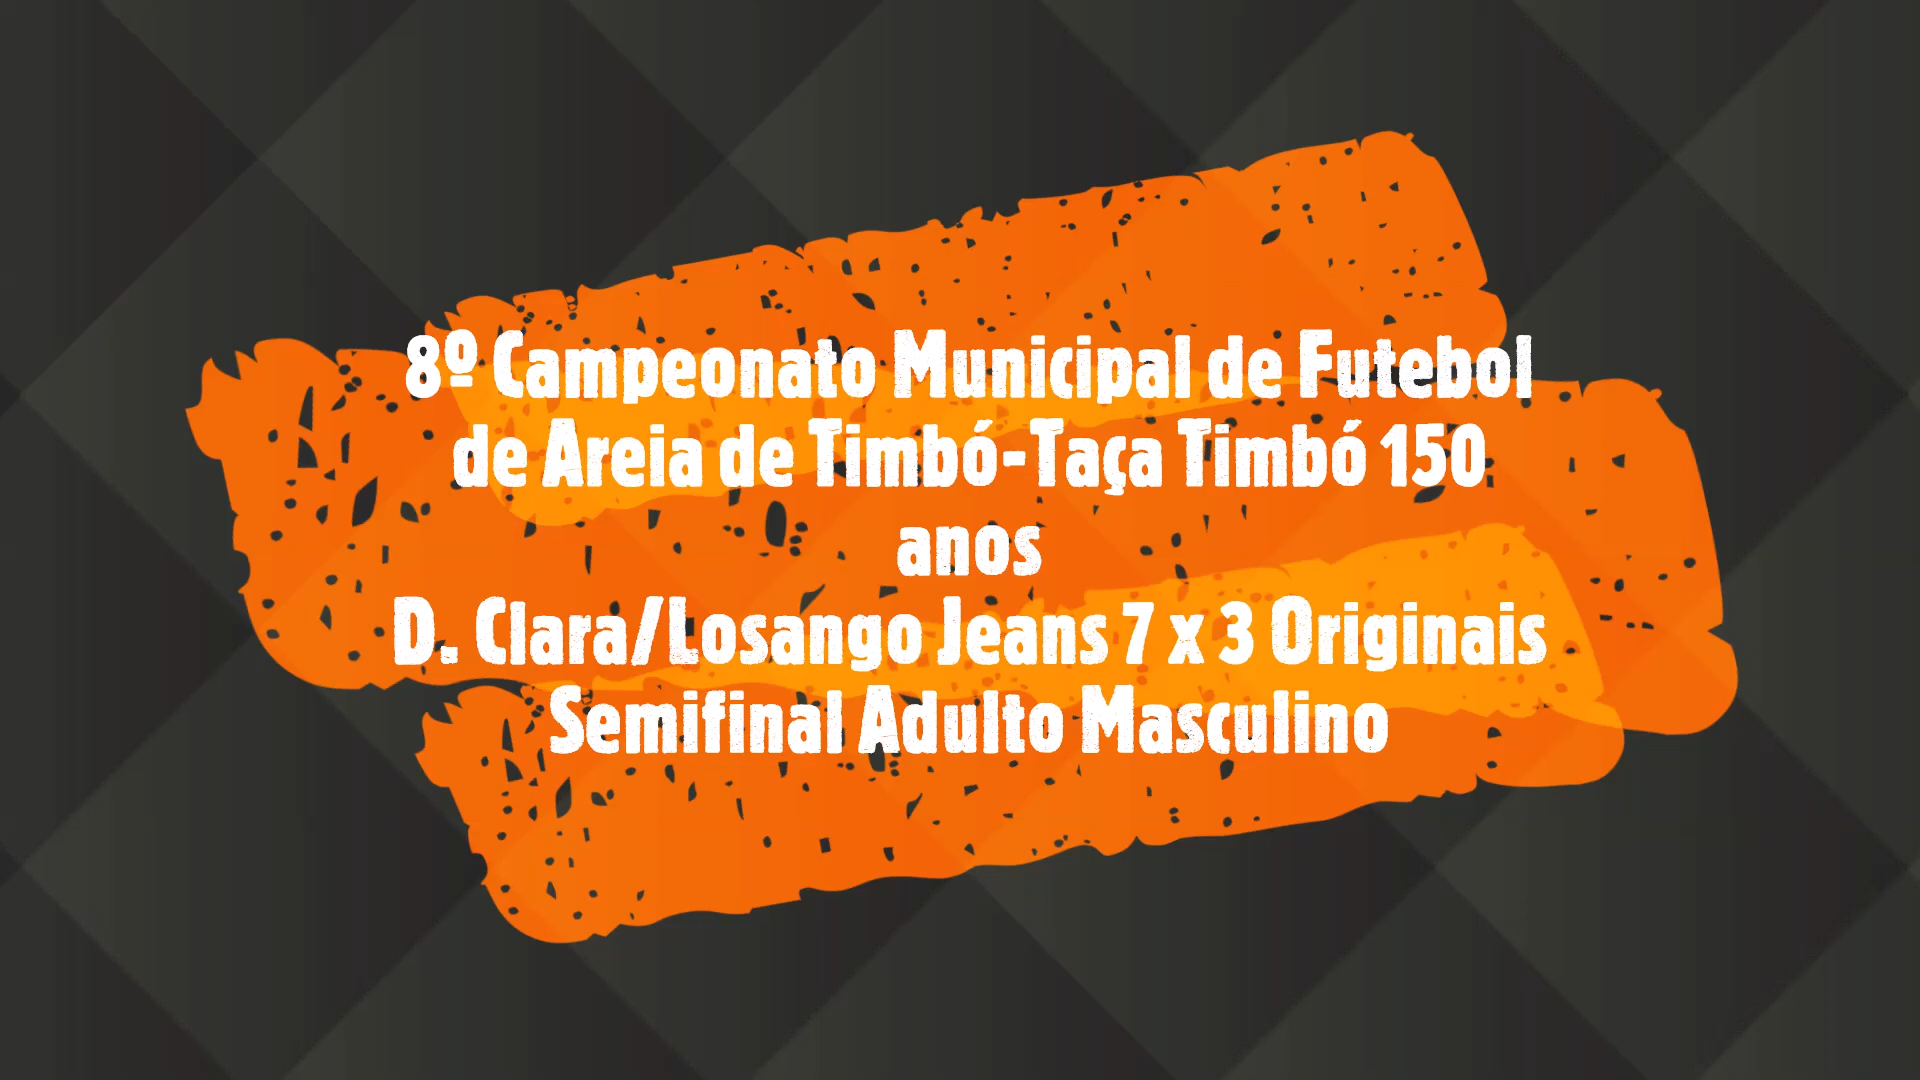 8º Campeonato Municipal de Futebol
de Areia de Timbó-Taça Timbó 150
anos
D. Clara/Losango Jeans 7 x 3 Originais
Semifinal Adulto Masculino